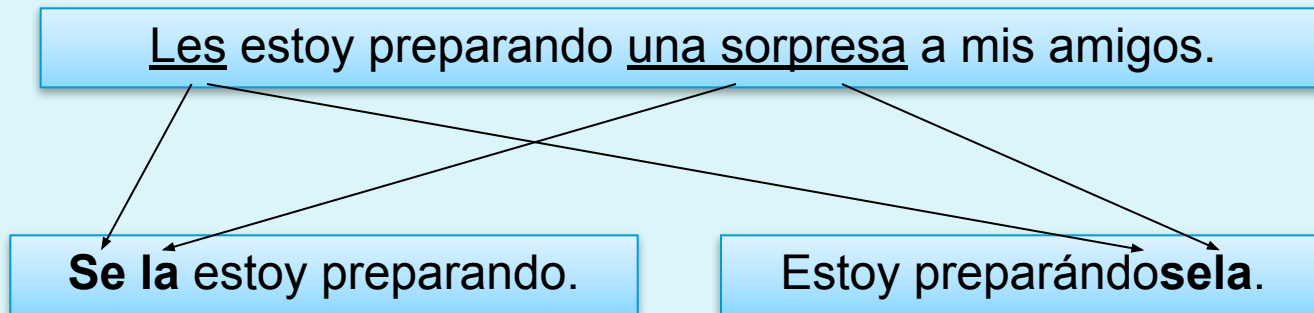 Les estoy preparando una sorpresa a mis amigos.
Se la estoy preparando.
Estoy preparándosela.